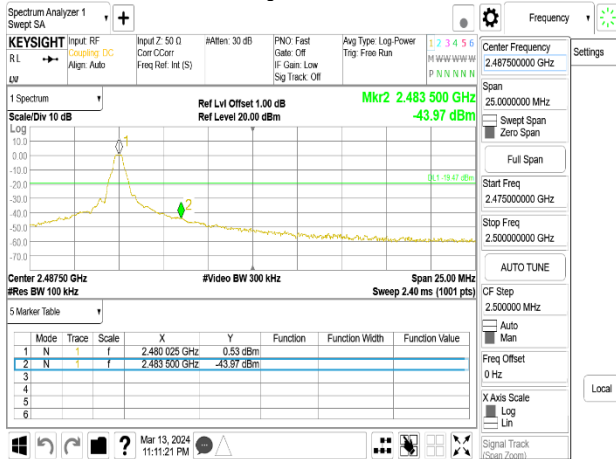 Spectrum Analyzer 1
Swept SA
Frequency
KEYSIGHT Input: RF
RL Coupling: DC
Align: Auto
Input Z: 50 Ω
Corr CCorr
Freq Ref: Int (S)
#Atten: 30 dB
PNO: Fast
Gate: Off
IF Gain: Low
Sig Track: Off
Avg Type: Log-Power
Trig: Free Run
1 2 3 4 5 6
M W W W W W
P N N N N N
1 Spectrum
Scale/Div 10 dB
Ref Lvl Offset 1.00 dB
Ref Level 20.00 dBm
Mkr2 2.483 500 GHz
-43.97 dBm
Log
10.0
0.00
-10.0
-20.0
-30.0
-40.0
-50.0
-60.0
-70.0
1
2
DL1 -19.47 dBm
Center 2.48750 GHz
#Res BW 100 kHz
#Video BW 300 kHz
Span 25.00 MHz
Sweep 2.40 ms (1001 pts)
5 Marker Table
Mode Trace Scale X Y Function Function Width Function Value
1 N 1 f 2.480 025 GHz 0.53 dBm
2 N 1 f 2.483 500 GHz -43.97 dBm
3
4
5
6
?
Mar 13, 2024
11:11:21 PM
Center Frequency
2.487500000 GHz
Settings
Span
25.0000000 MHz
Swept Span
Zero Span
Full Span
Start Freq
2.475000000 GHz
Stop Freq
2.500000000 GHz
AUTO TUNE
CF Step
2.500000 MHz
Auto
Man
Freq Offset
0 Hz
Local
X Axis Scale
Log
Lin
Signal Track
(Span Zoom)